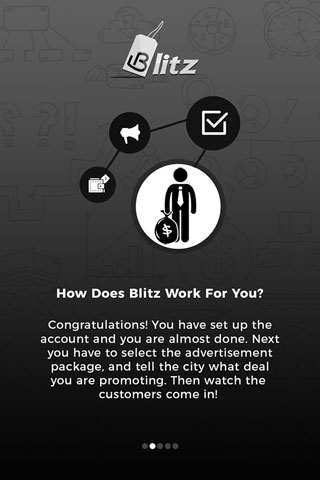 Blitz
How Does Blitz Work For You?
Congratulations! You have set up the
account and you are almost done. Next
you have to select the advertisement
package, and tell the city what deal
you are promoting. Then watch the
customers come in!